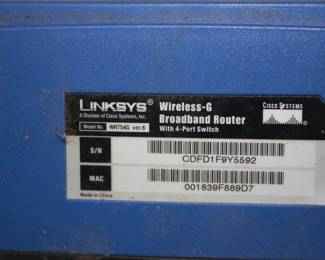 LINKSYS® Wireless-G
A Division of Cisco Systems, Inc. Broadband Router
Model No. WRT54G ver.6 With 4-Port Switch
CISCO SYSTEMS
S/N
CDFD1F9Y5592
MAC
001839F889D7
Made in China